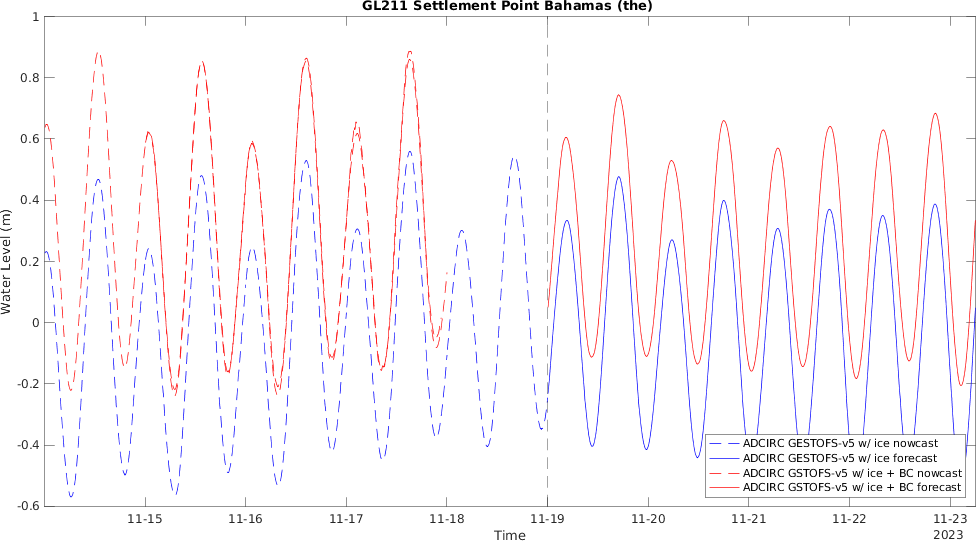 GL211 Settlement Point Bahamas (the)
1
0.8
0.6
0.4
0.2
0
-0.2
-0.4
-0.6
Water Level (m)
ADCIRC GESTOFS-v5 w/ ice nowcast
ADCIRC GESTOFS-v5 w/ ice forecast
ADCIRC GSTOFS-v5 w/ ice + BC nowcast
ADCIRC GSTOFS-v5 w/ ice + BC forecast
11-15 11-16 11-17 11-18 11-19 11-20 11-21 11-22 11-23
Time
2023